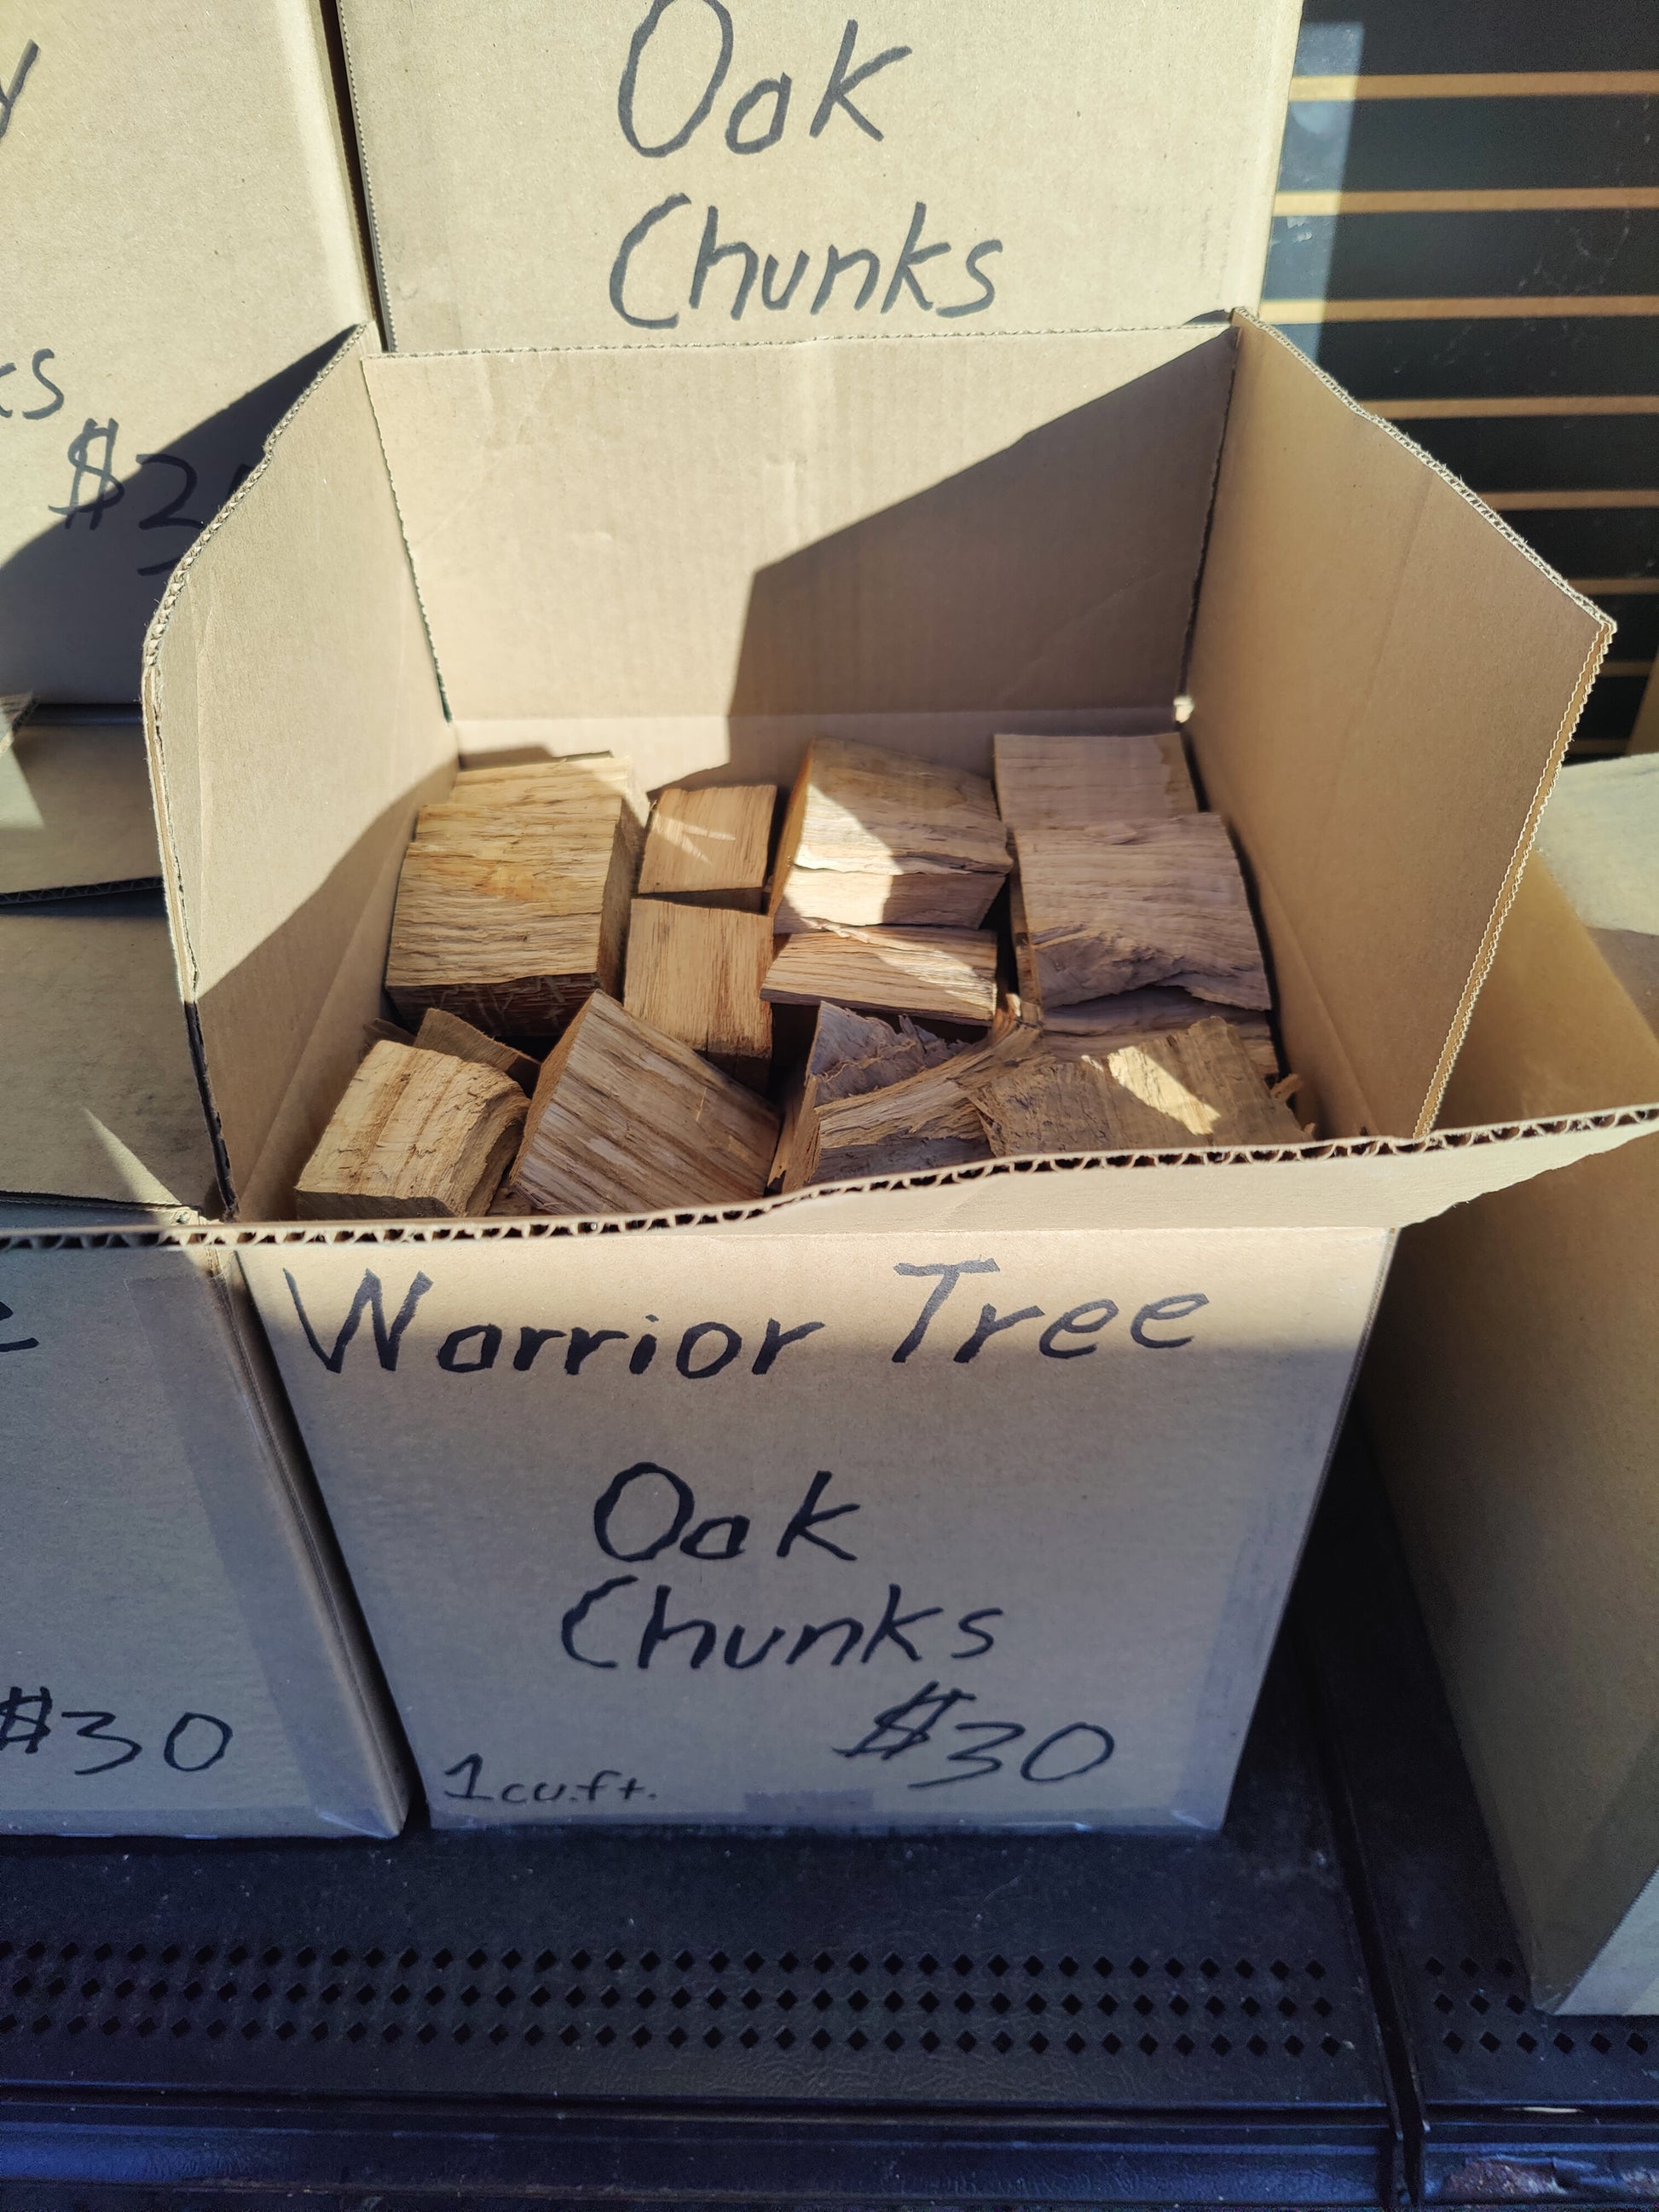 Oak
Chunks
Warrior Tree
Oak
Chunks
$30
1cu.ft.
$30